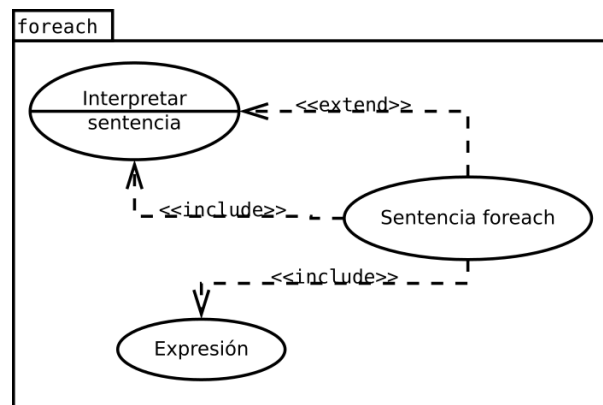 foreach
Interpretar
sentencia
<<extend>>
<<include>>
Sentencia foreach
<<include>>
Expresión